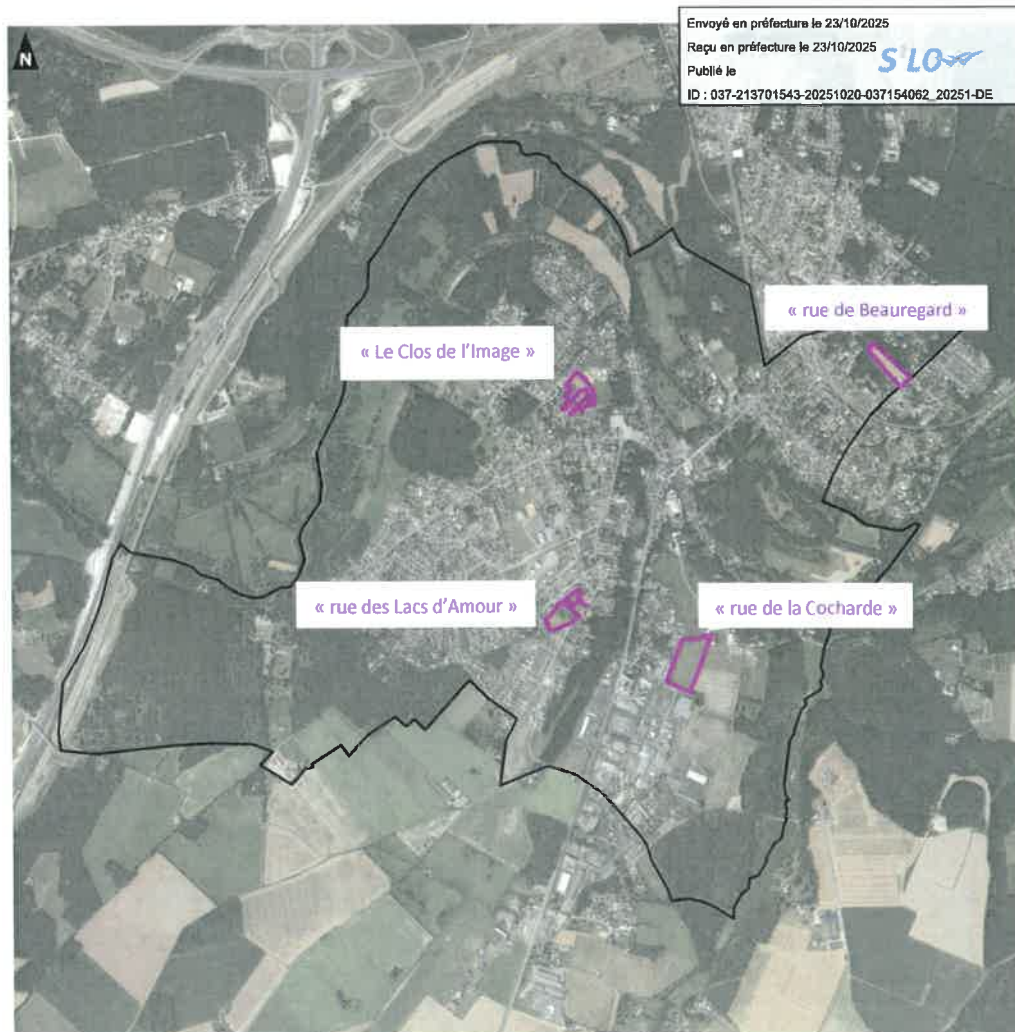 Envoyé en préfecture le 23/10/2025
Reçu en préfecture le 23/10/2025
Publié le
S²LO
ID : 037-213701543-20251020-037154062_20251-DE
N
« rue de Beauregard »
« Le Clos de l’Image »
« rue des Lacs d’Amour »
« rue de la Cocharde »